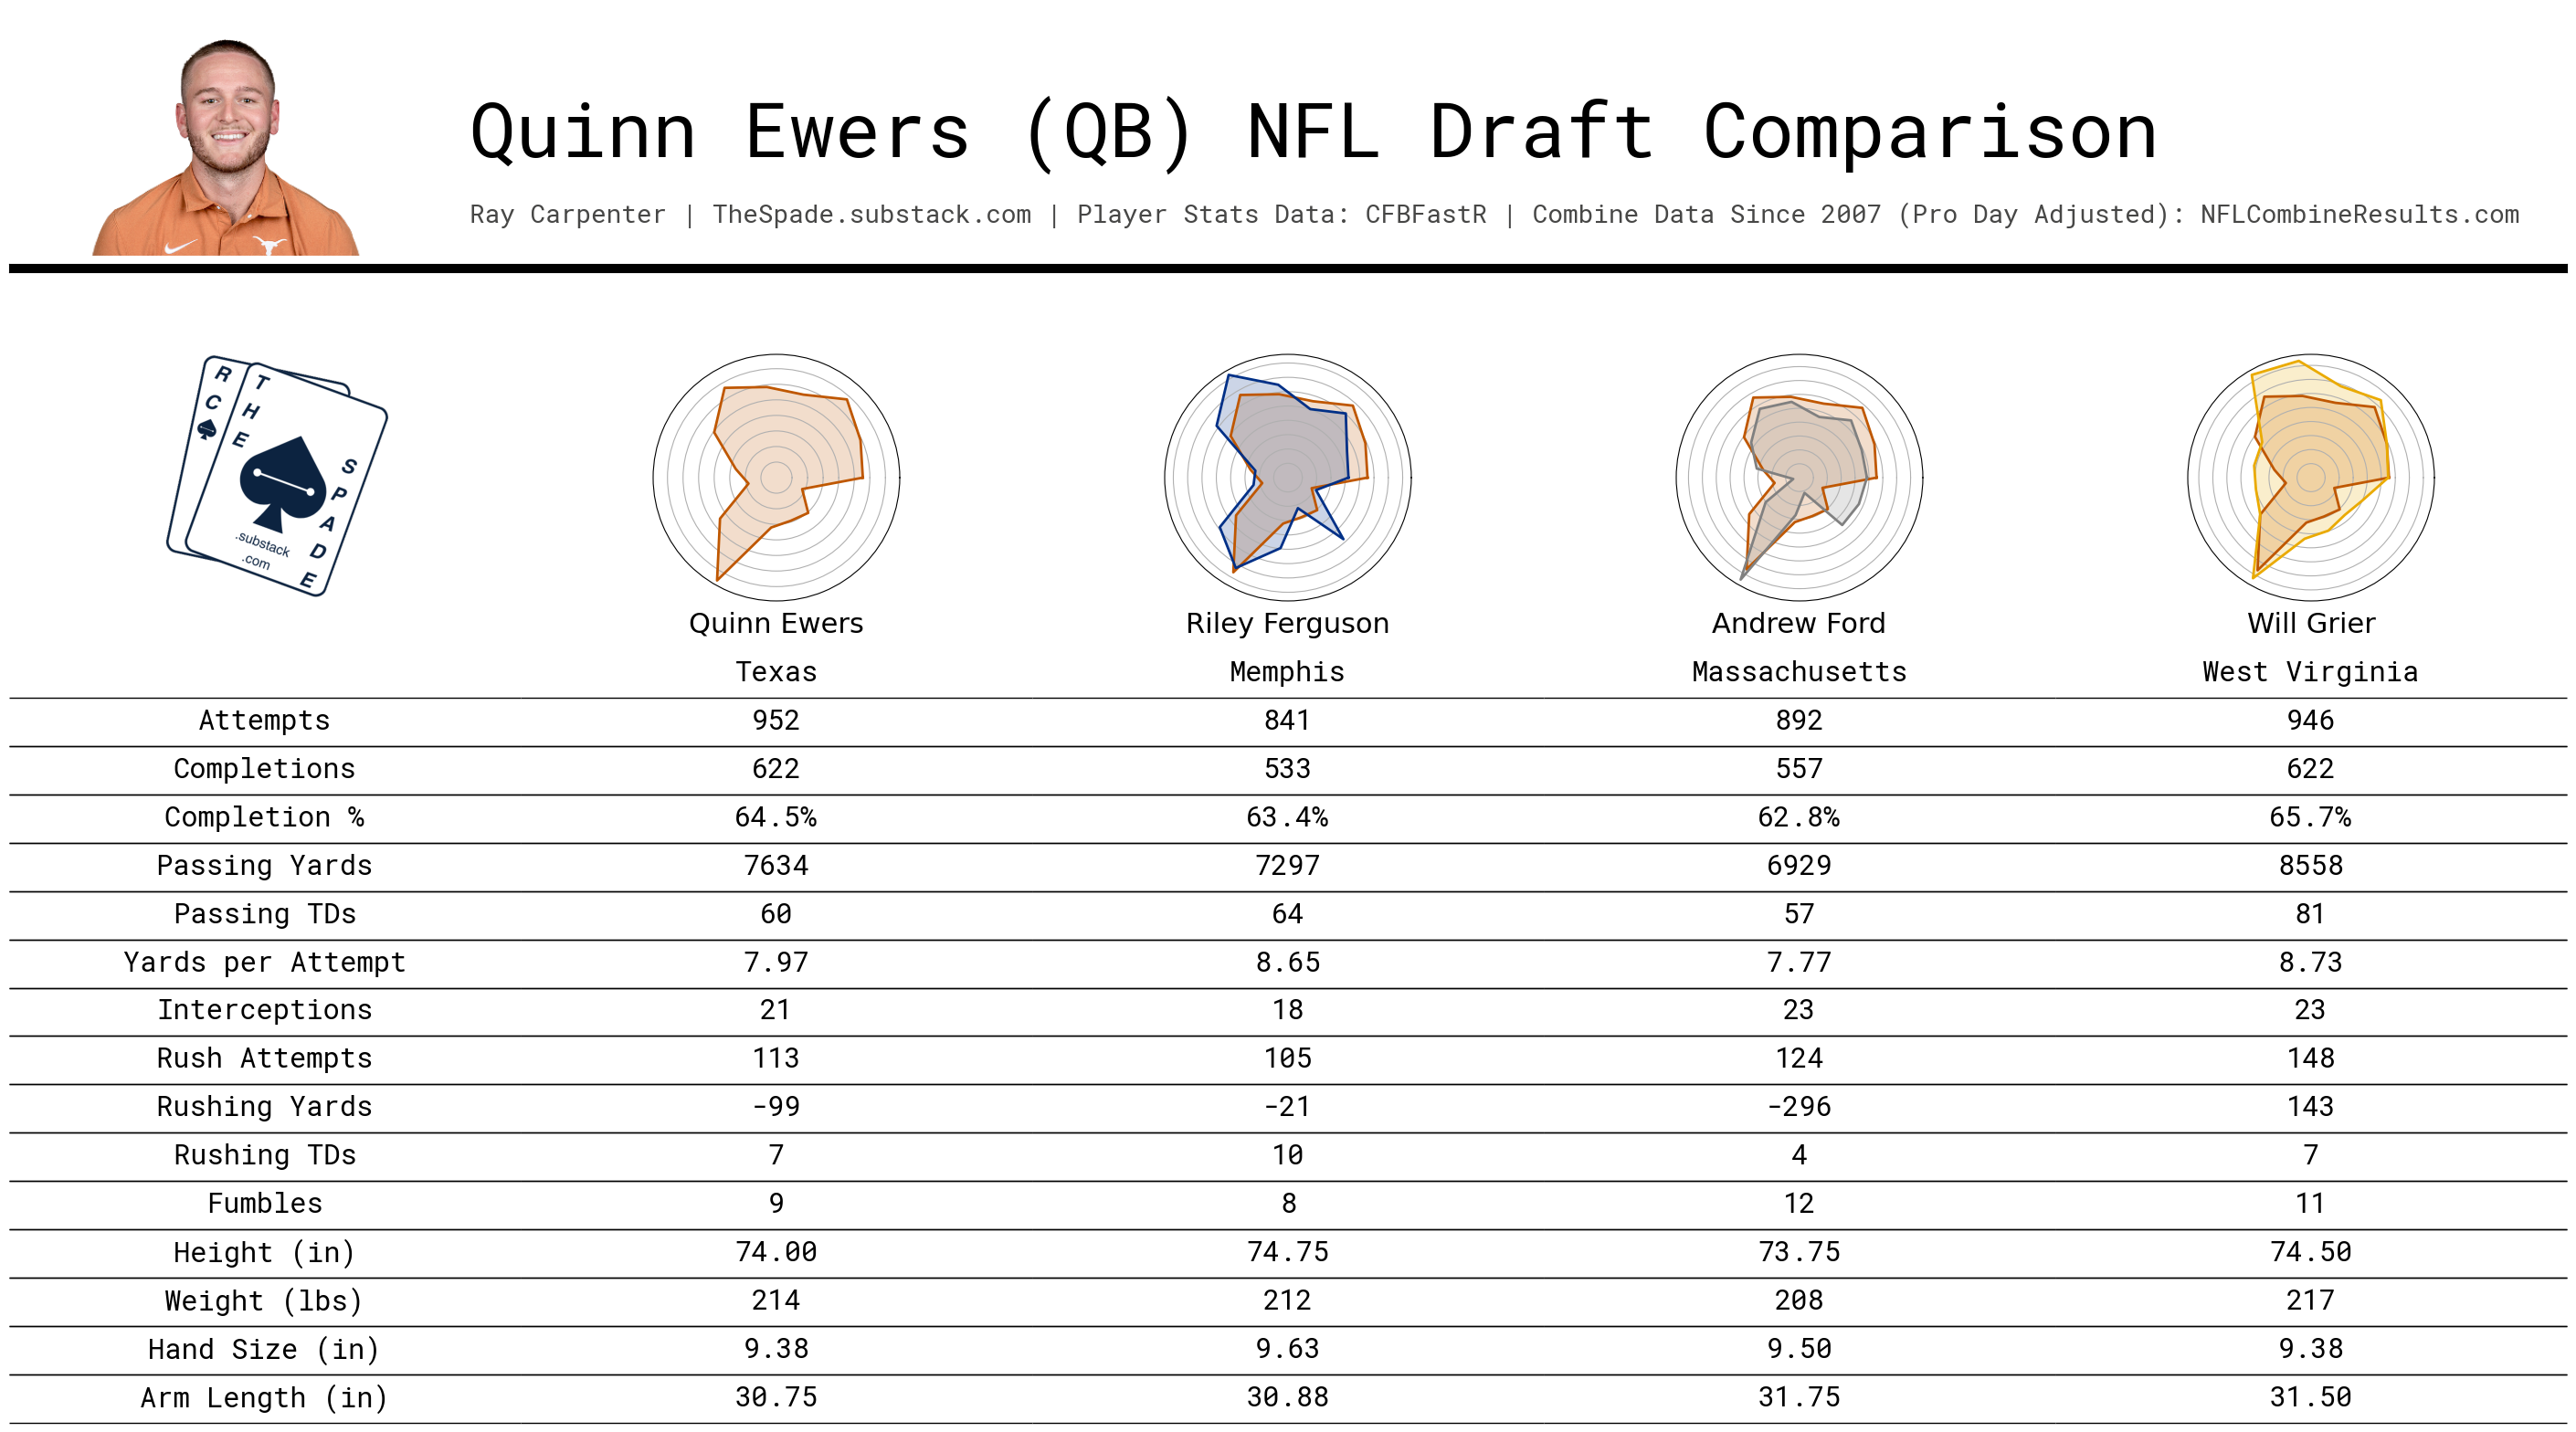 Quinn Ewers (QB) NFL Draft Comparison
Ray Carpenter | TheSpade.substack.com | Player Stats Data: CFBFastR | Combine Data Since 2007 (Pro Day Adjusted): NFLCombineResults.com
R C
THE
SPADE
.substack
.com
Quinn Ewers Riley Ferguson Andrew Ford Will Grier
Texas Memphis Massachusetts West Virginia
Attempts 952 841 892 946
Completions 622 533 557 622
Completion % 64.5% 63.4% 62.8% 65.7%
Passing Yards 7634 7297 6929 8558
Passing TDs 60 64 57 81
Yards per Attempt 7.97 8.65 7.77 8.73
Interceptions 21 18 23 23
Rush Attempts 113 105 124 148
Rushing Yards -99 -21 -296 143
Rushing TDs 7 10 4 7
Fumbles 9 8 12 11
Height (in) 74.00 74.75 73.75 74.50
Weight (lbs) 214 212 208 217
Hand Size (in) 9.38 9.63 9.50 9.38
Arm Length (in) 30.75 30.88 31.75 31.50